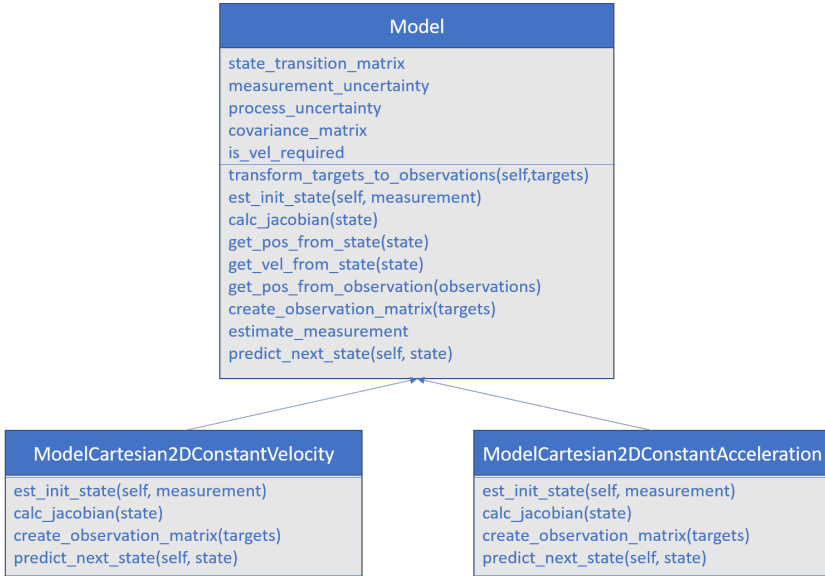 Model
state_transition_matrix
measurement_uncertainty
process_uncertainty
covariance_matrix
is_vel_required
transform_targets_to_observations(self,targets)
est_init_state(self, measurement)
calc_jacobian(state)
get_pos_from_state(state)
get_vel_from_state(state)
get_pos_from_observation(observations)
create_observation_matrix(targets)
estimate_measurement
predict_next_state(self, state)
ModelCartesian2DConstantVelocity
est_init_state(self, measurement)
calc_jacobian(state)
create_observation_matrix(targets)
predict_next_state(self, state)
ModelCartesian2DConstantAcceleration
est_init_state(self, measurement)
calc_jacobian(state)
create_observation_matrix(targets)
predict_next_state(self, state)